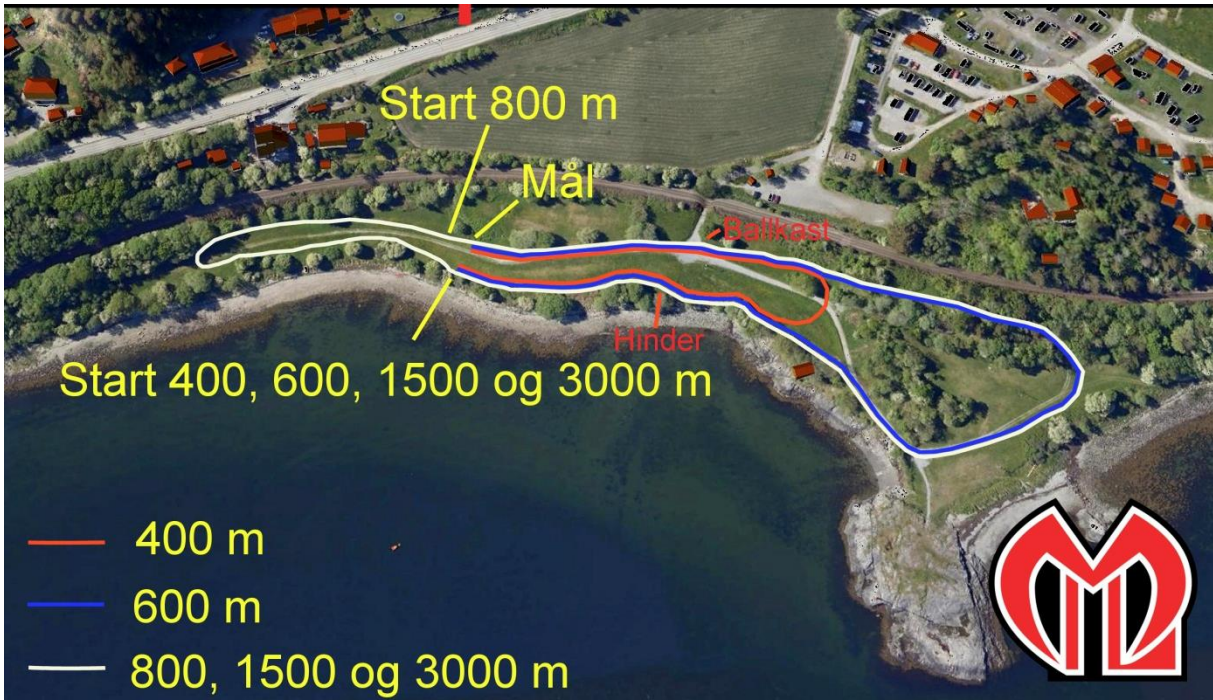 Start 800 m
Mål
Ballkast
Hinder
Start 400, 600, 1500 og 3000 m
400 m
600 m
800, 1500 og 3000 m